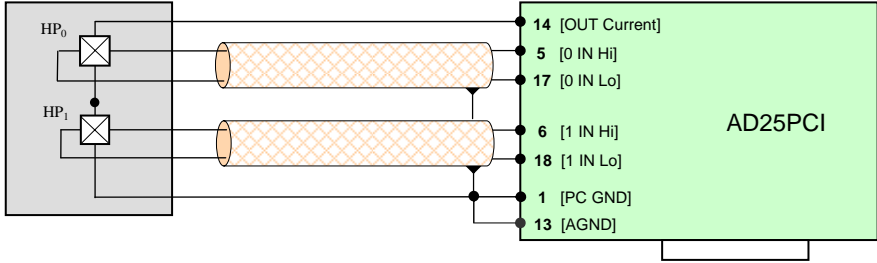 HP0
HP1
14 [OUT Current]
5 [0 IN Hi]
17 [0 IN Lo]
6 [1 IN Hi]
18 [1 IN Lo]
1 [PC GND]
13 [AGND]
AD25PCI